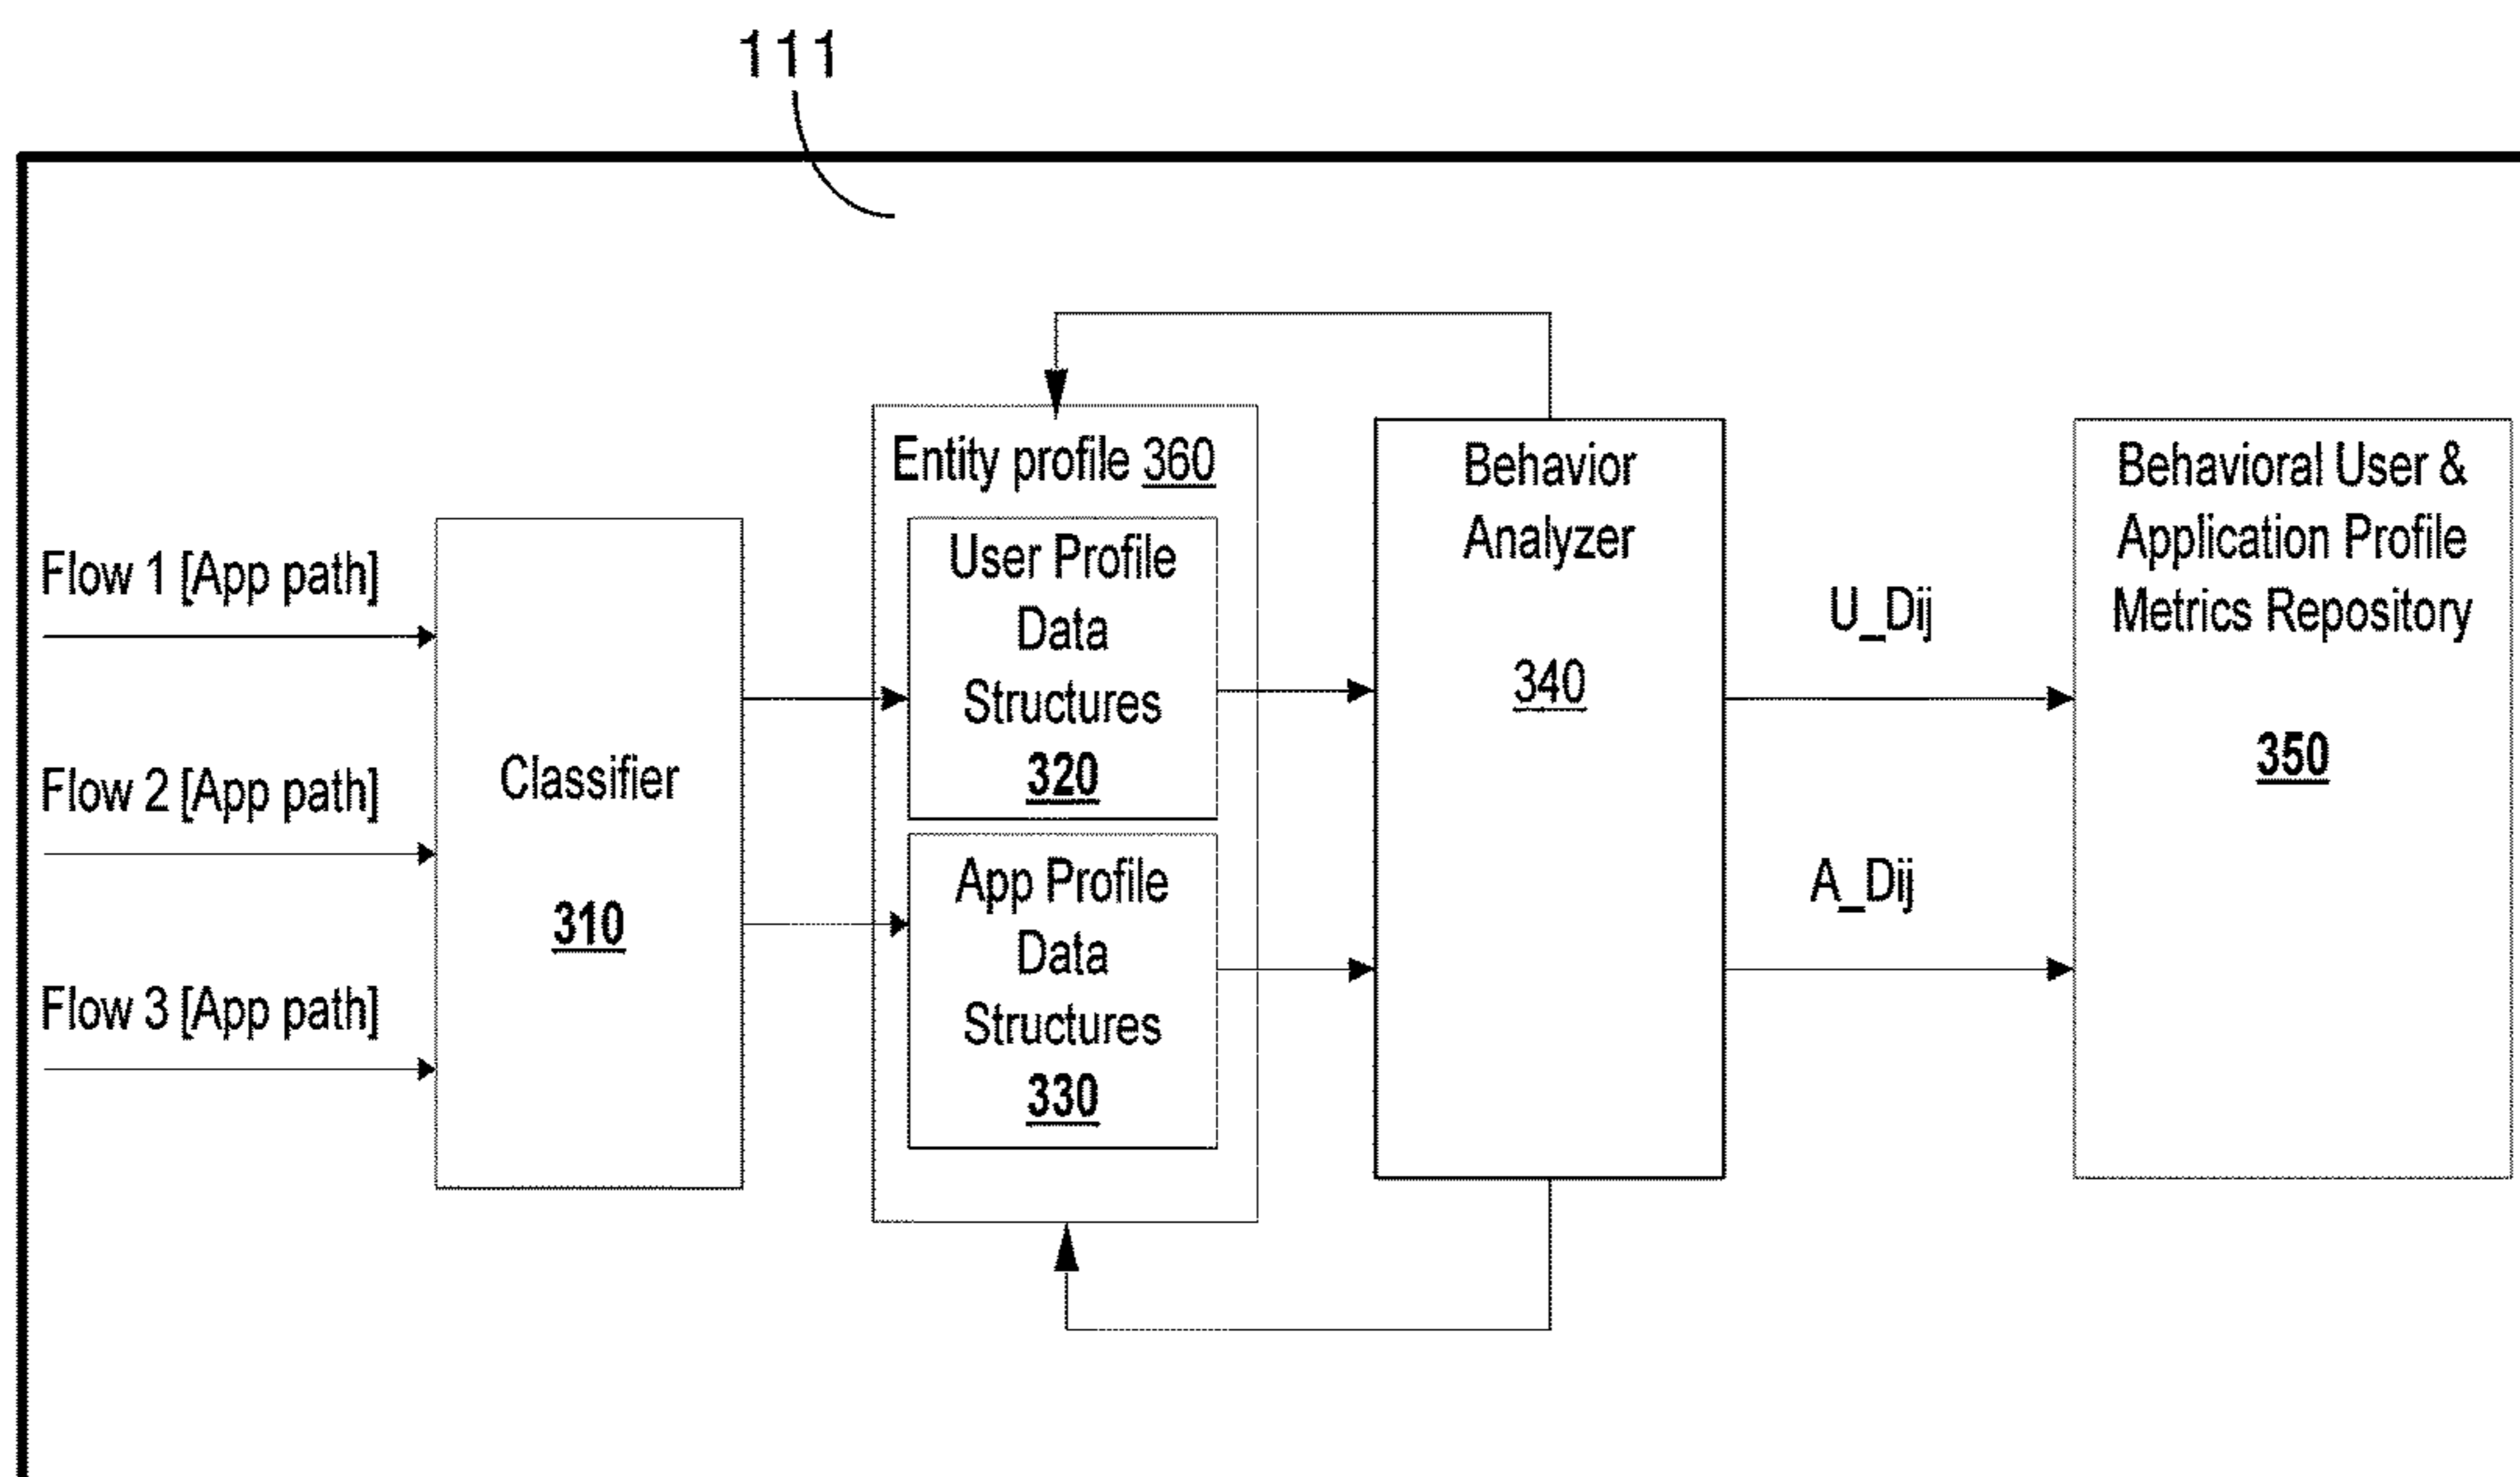 111
Flow 1 [App path]
Flow 2 [App path]
Flow 3 [App path]
Classifier
310
Entity profile 360
User Profile
Data
Structures
320
App Profile
Data
Structures
330
Behavior
Analyzer
340
U_Dij
A_Dij
Behavioral User &
Application Profile
Metrics Repository
350